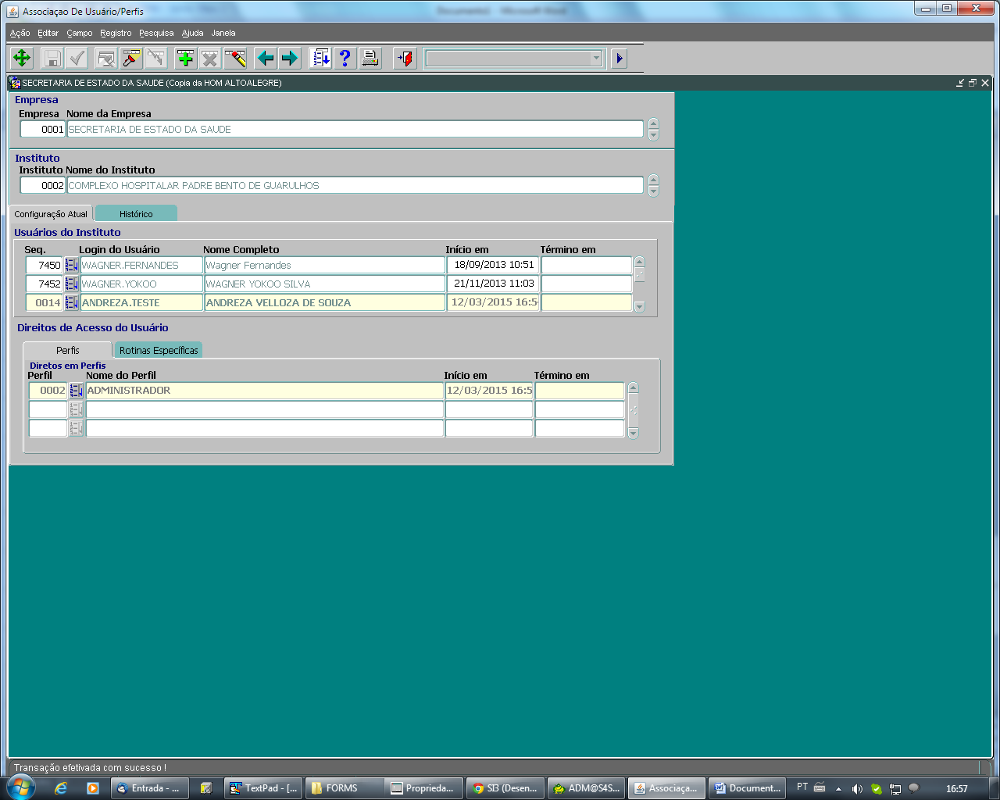 Associaçao De Usuário/Perfis
Ação Editar Campo Registro Pesquisa Ajuda Janela
SECRETARIA DE ESTADO DA SAUDE (Copia da HOM ALTOALEGRE)
Empresa
Empresa Nome da Empresa
0001 SECRETARIA DE ESTADO DA SAUDE
Instituto
Instituto Nome do Instituto
0002 COMPLEXO HOSPITALAR PADRE BENTO DE GUARULHOS
Configuração Atual Histórico
Usuários do Instituto
Seq. Login do Usuário Nome Completo Início em Término em
7450 WAGNER.FERNANDES Wagner Fernandes 18/09/2013 10:51
7452 WAGNER.YOKOO WAGNER YOKOO SILVA 21/11/2013 11:03
0014 ANDREZA.TESTE ANDREZA VELLOZA DE SOUZA 12/03/2015 16:5
Direitos de Acesso do Usuário
Perfis Rotinas Específicas
Diretos em Perfis
Perfil Nome do Perfil Início em Término em
0002 ADMINISTRADOR 12/03/2015 16:5
Transação efetivada com sucesso !
Entrada - ... TextPad - [... FORMS Proprieda... SI3 (Desen... ADM@S4S... Associaça... Document... PT 16:57